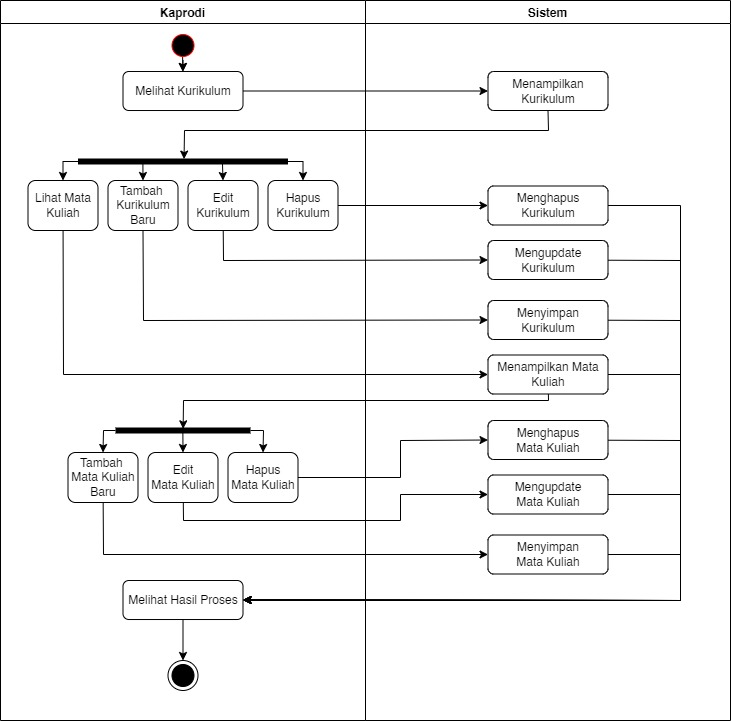 Kaprodi
Sistem
Melihat Kurikulum
Menampilkan
Kurikulum
Lihat Mata
Kuliah
Tambah
Kurikulum
Baru
Edit
Kurikulum
Hapus
Kurikulum
Menghapus
Kurikulum
Mengupdate
Kurikulum
Menyimpan
Kurikulum
Menampilkan Mata
Kuliah
Tambah
Mata Kuliah
Baru
Edit
Mata Kuliah
Hapus
Mata Kuliah
Menghapus
Mata Kuliah
Mengupdate
Mata Kuliah
Menyimpan
Mata Kuliah
Melihat Hasil Proses